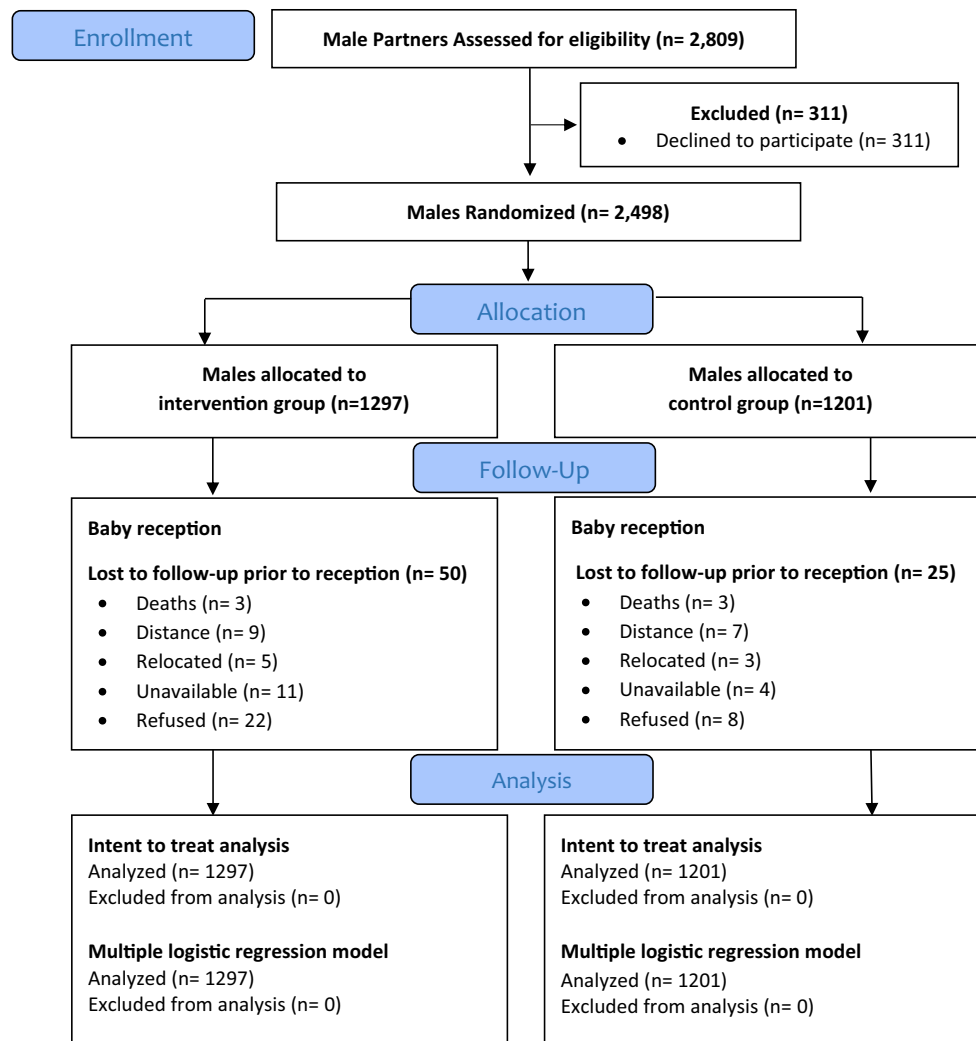 Enrollment
Male Partners Assessed for eligibility (n= 2,809)
Excluded (n= 311)
• Declined to participate (n= 311)
Males Randomized (n= 2,498)
Allocation
Males allocated to
intervention group (n=1297)
Males allocated to
control group (n=1201)
Follow-Up
Baby reception
Lost to follow-up prior to reception (n= 50)
• Deaths (n= 3)
• Distance (n= 9)
• Relocated (n= 5)
• Unavailable (n= 11)
• Refused (n= 22)
Baby reception
Lost to follow-up prior to reception (n= 25)
• Deaths (n= 3)
• Distance (n= 7)
• Relocated (n= 3)
• Unavailable (n= 4)
• Refused (n= 8)
Analysis
Intent to treat analysis
Analyzed (n= 1297)
Excluded from analysis (n= 0)
Multiple logistic regression model
Analyzed (n= 1297)
Excluded from analysis (n= 0)
Intent to treat analysis
Analyzed (n= 1201)
Excluded from analysis (n= 0)
Multiple logistic regression model
Analyzed (n= 1201)
Excluded from analysis (n= 0)